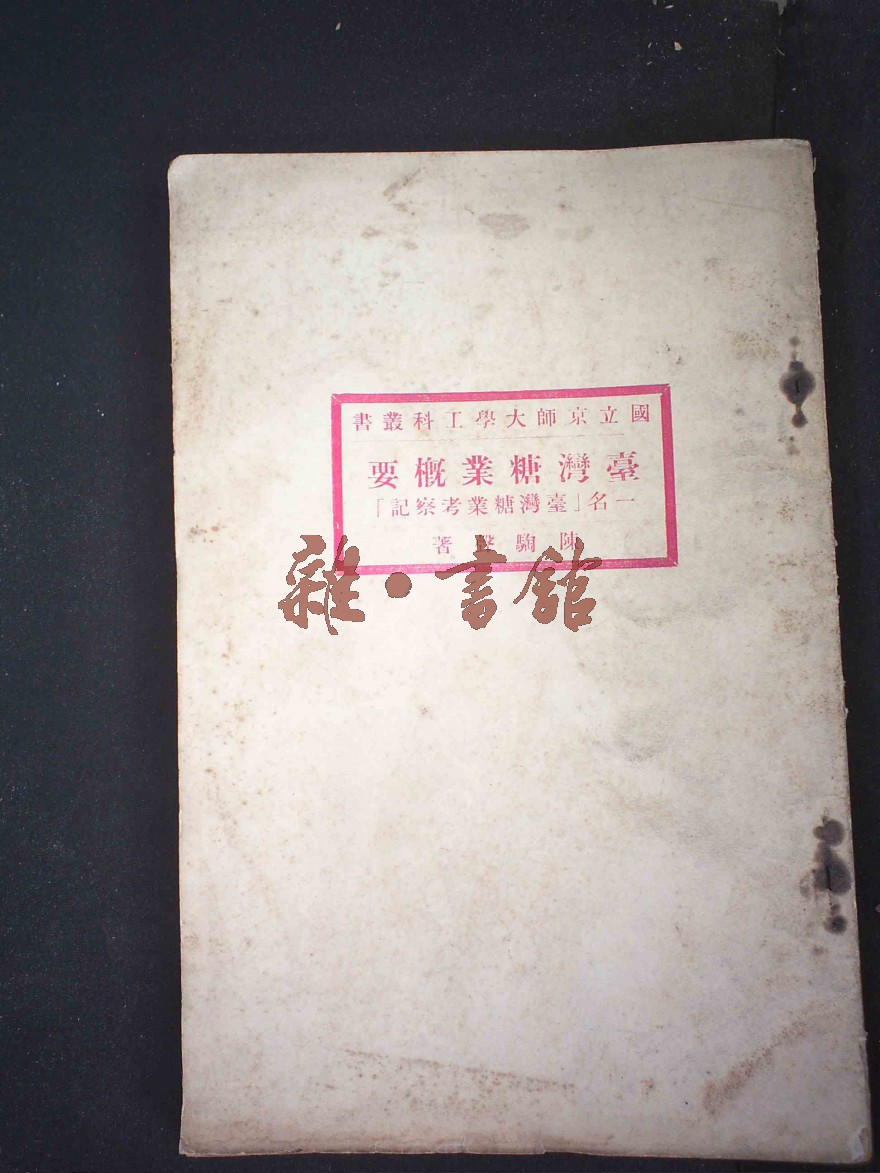 國立京師大學工科叢書
臺灣糖業概要
一名「臺灣糖業考察記」
陳騊聲著
雜·書館